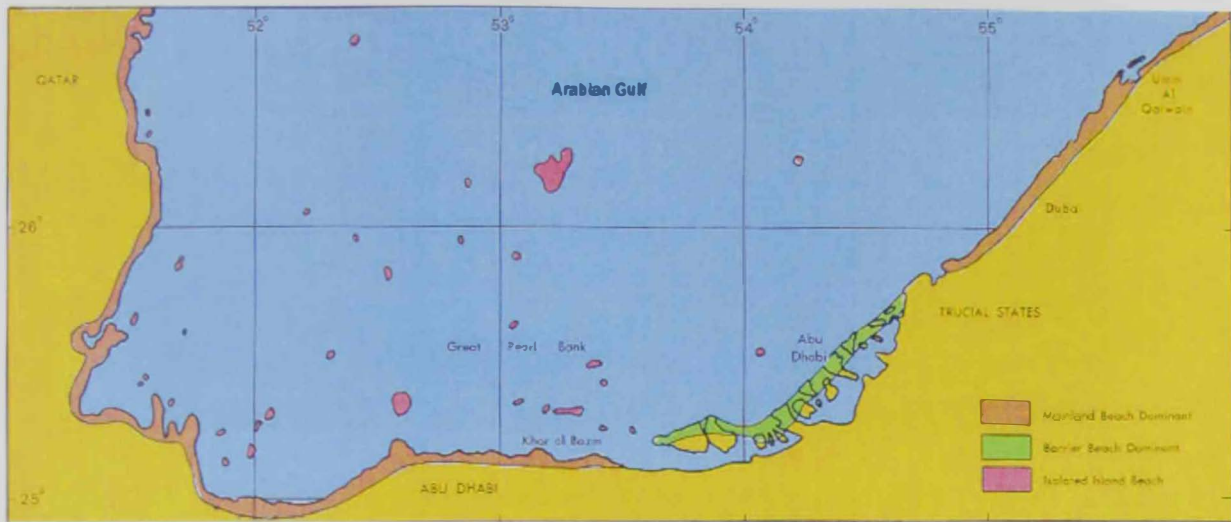 52°
53°
54°
55°
QATAR
Arabian Gulf
Umm
Al
Qaiwain
26°
Dubai
TRUCIAL STATES
Great Pearl Bank
Abu
Dhabi
Mainland Beach Dominant
Khor al Bazm
Barrier Beach Dominant
ABU DHABI
Isolated Island Beach
25°